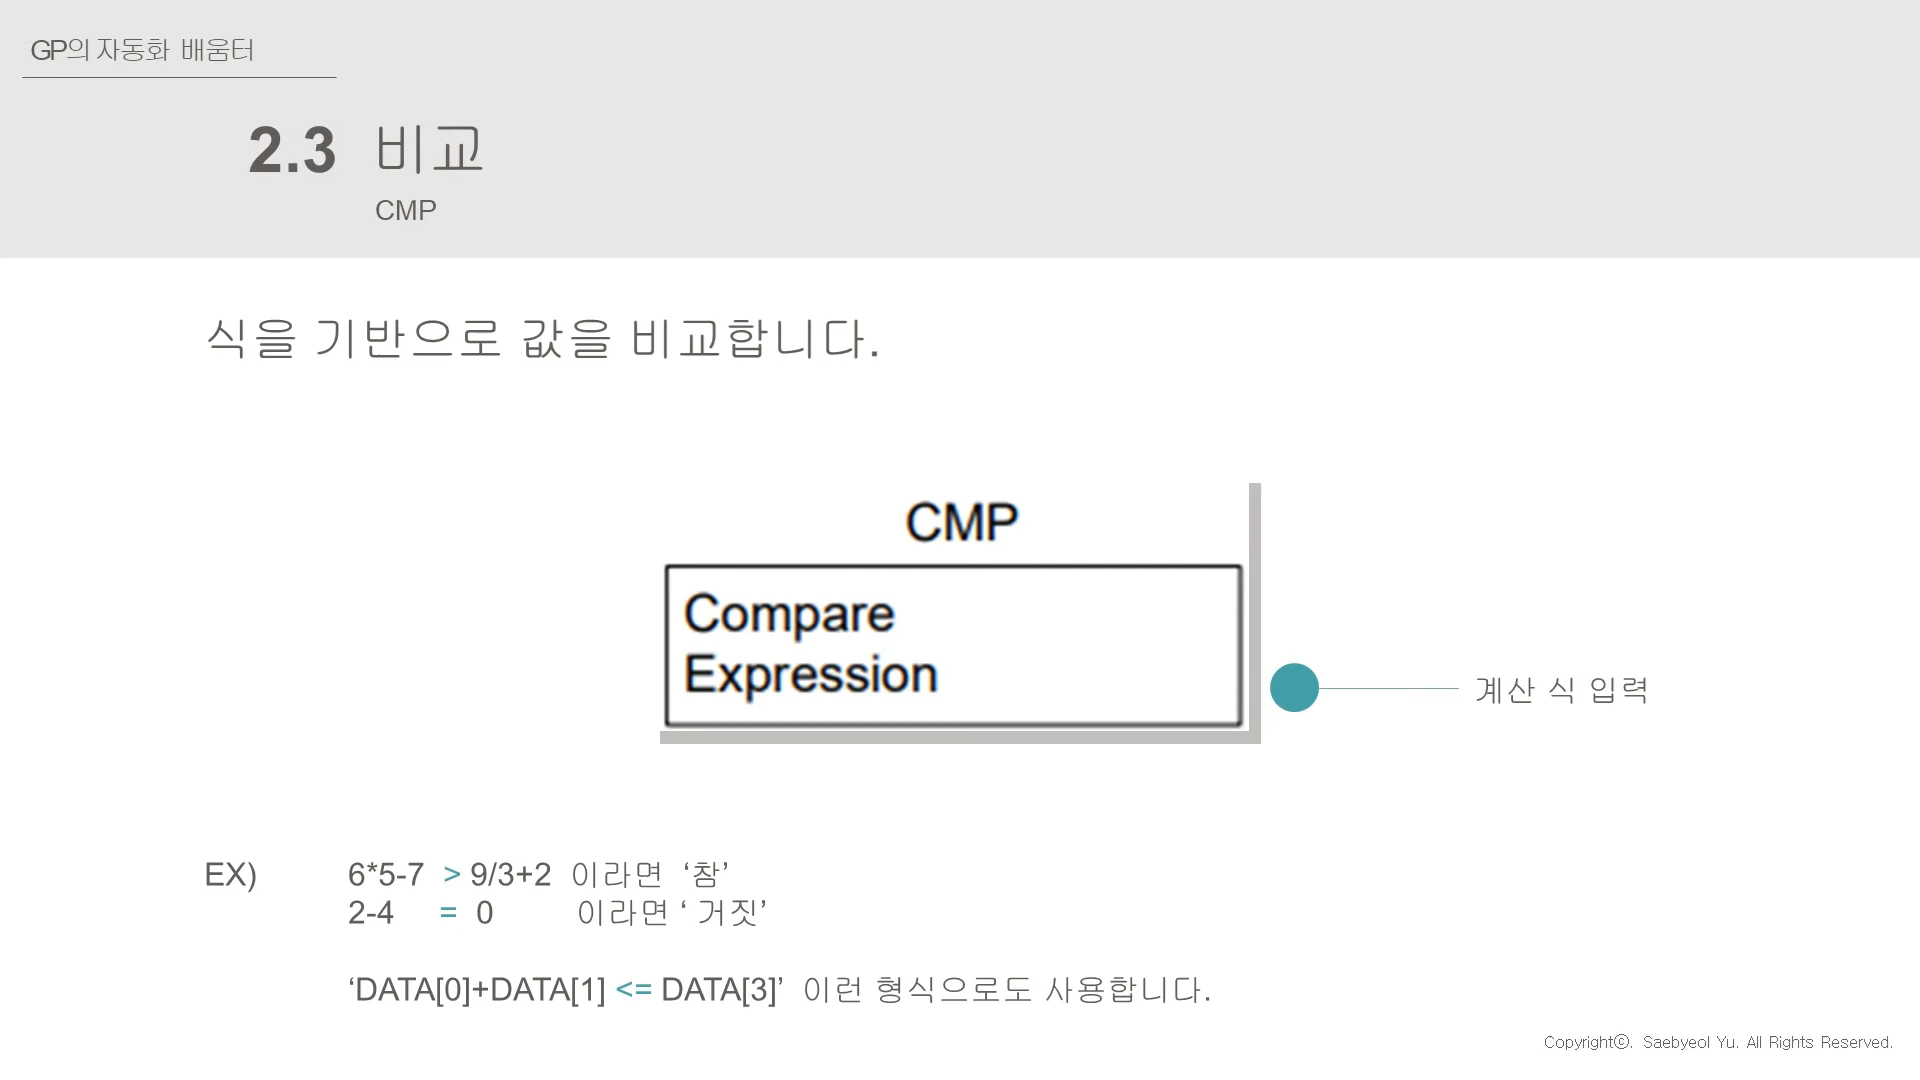 GP의 자동화 배움터
2.3 비교
CMP
식을 기반으로 값을 비교합니다.
CMP
Compare
Expression
계산 식 입력
EX) 6*5-7 > 9/3+2 이라면 ‘참’
2-4 = 0 이라면 ‘ 거짓’
‘DATA[0]+DATA[1] <= DATA[3]’ 이런 형식으로도 사용합니다.
Copyrightⓒ. Saebyeol Yu. All Rights Reserved.